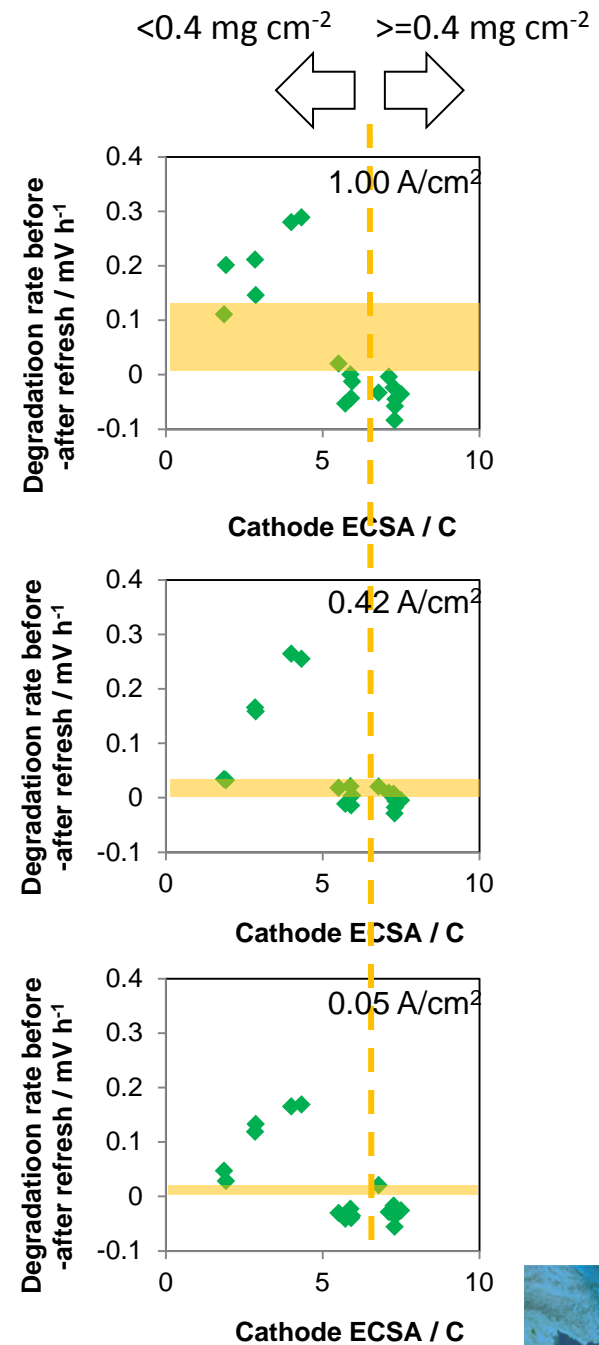 <0.4 mg cm-2 >=0.4 mg cm-2
0.4
0.3
0.2
0.1
0
-0.1
0 5 10
1.00 A/cm2
Degradatioon rate before
-after refresh / mV h-1
Cathode ECSA / C
0.4
0.3
0.2
0.1
0
-0.1
0 5 10
0.42 A/cm2
Degradatioon rate before
-after refresh / mV h-1
Cathode ECSA / C
0.4
0.3
0.2
0.1
0
-0.1
0 5 10
0.05 A/cm2
Degradatioon rate before
-after refresh / mV h-1
Cathode ECSA / C